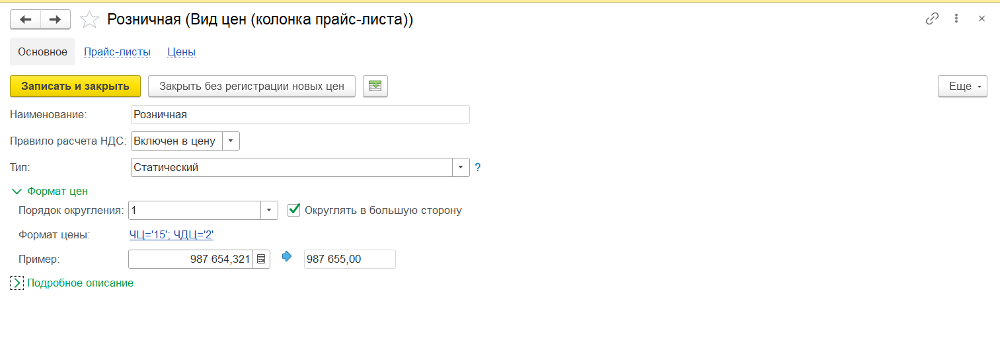 Розничная (Вид цен (колонка прайс-листа))
Основное Прайс-листы Цены
Записать и закрыть Закрыть без регистрации новых цен Еще
Наименование: Розничная
Правило расчета НДС: Включен в цену
Тип: Статический ?
Формат цен
Порядок округления: 1 Округлять в большую сторону
Формат цены: ЧЦ='15'; ЧДЦ='2'
Пример: 987 654,321 987 655,00
Подробное описание